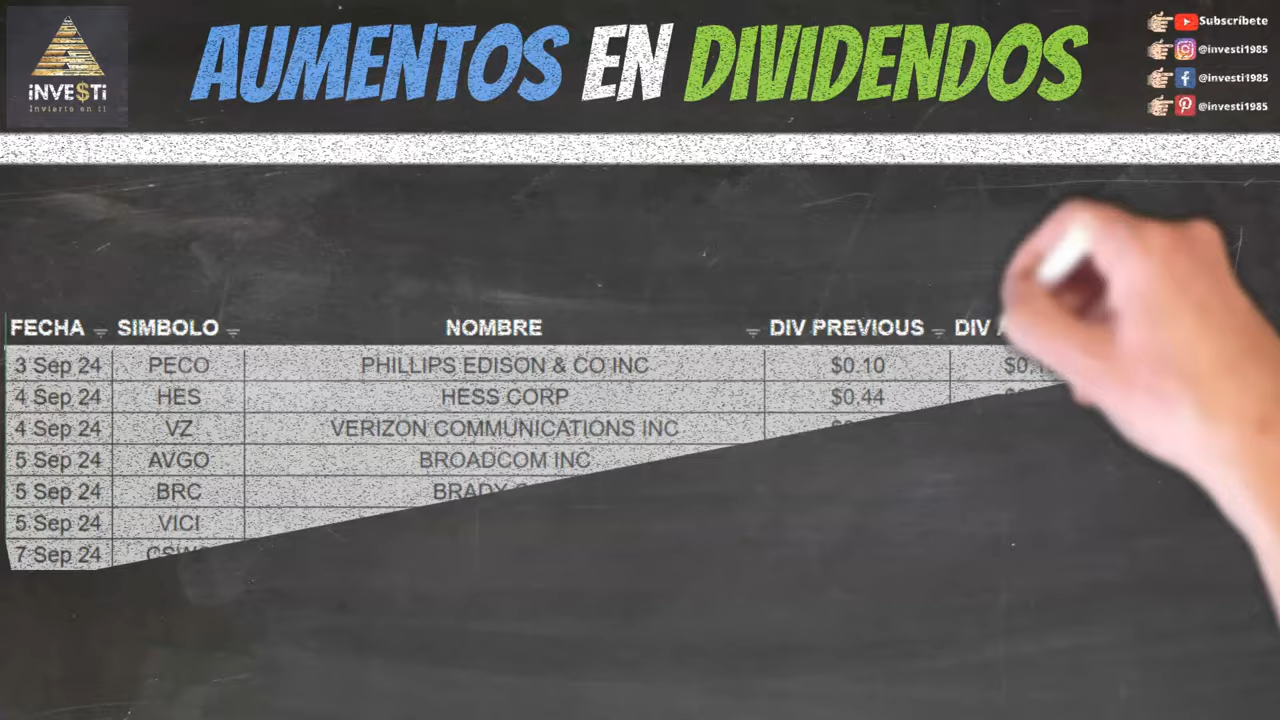 iNVE$Ti
Invierte en ti
AUMENTOS EN DIVIDENDOS
Subscríbete
@investi1985
@investi1985
@investi1985
FECHA SIMBOLO NOMBRE DIV PREVIOUS DIV
3 Sep 24 PECO PHILLIPS EDISON & CO INC $0.10
4 Sep 24 HES HESS CORP $0.44
4 Sep 24 VZ VERIZON COMMUNICATIONS INC
5 Sep 24 AVGO BROADCOM INC
5 Sep 24 BRC BRADY
5 Sep 24 VICI
7 Sep 24